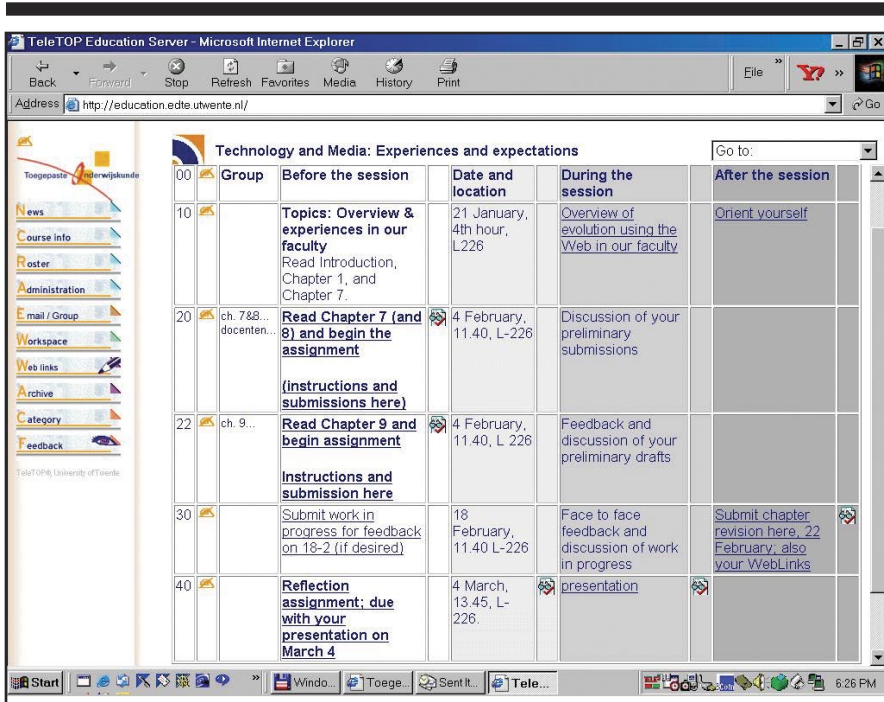 TeleTOP Education Server - Microsoft Internet Explorer
Back Forward Stop Refresh Favorites Media History Print File » Y? »
Address http://education.edte.utwente.nl/ Go
Toegepaste Onderwijskunde
News
Course info
Roster
Administration
Email / Group
Workspace
Web links
Archive
Category
Feedback
TeleTOP®, University of Twente
Technology and Media: Experiences and expectations
Go to:
00 Group Before the session Date and location During the session After the session
10
Topics: Overview &
experiences in our
faculty
Read Introduction,
Chapter 1, and
Chapter 7.
21 January,
4th hour,
L226
Overview of
evolution using the
Web in our faculty
Orient yourself
20
ch. 7&8...
docenten...
Read Chapter 7 (and
8) and begin the
assignment
(instructions and
submissions here)
4 February,
11.40, L-226
Discussion of your
preliminary
submissions
22
ch. 9...
Read Chapter 9 and
begin assignment
Instructions and
submission here
4 February,
11.40, L 226
Feedback and
discussion of your
preliminary drafts
30
Submit work in
progress for feedback
on 18-2 (if desired)
18
February,
11.40 L-226
Face to face
feedback and
discussion of work
in progress
Submit chapter
revision here, 22
February; also
your WebLinks
40
Reflection
assignment; due
with your
presentation on
March 4
4 March,
13.45, L-
226.
presentation
Start » Windo... Toege... Sent It... Tele... 6:26 PM